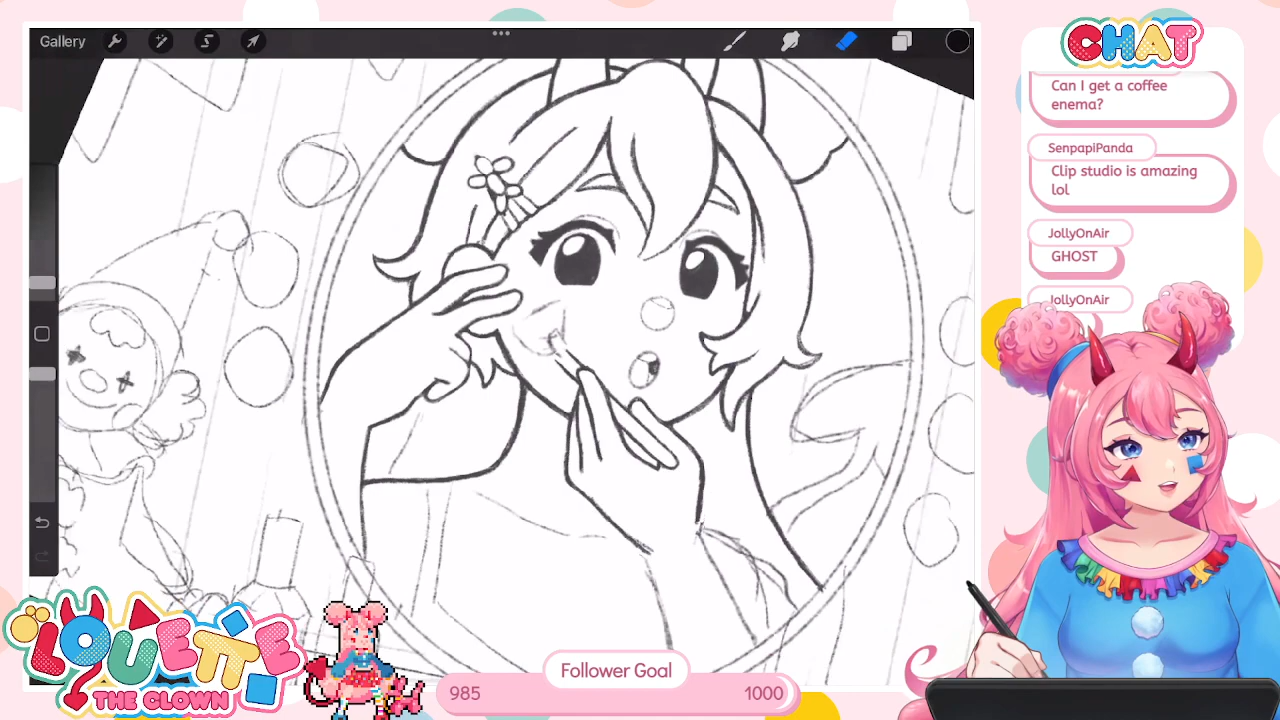 Gallery
CHAT
Can I get a coffee
enema?
SenpapiPanda
Clip studio is amazing
lol
JollyOnAir
GHOST
JollyOnAir
LOUETTE
THE CLOWN
Follower Goal
985
1000